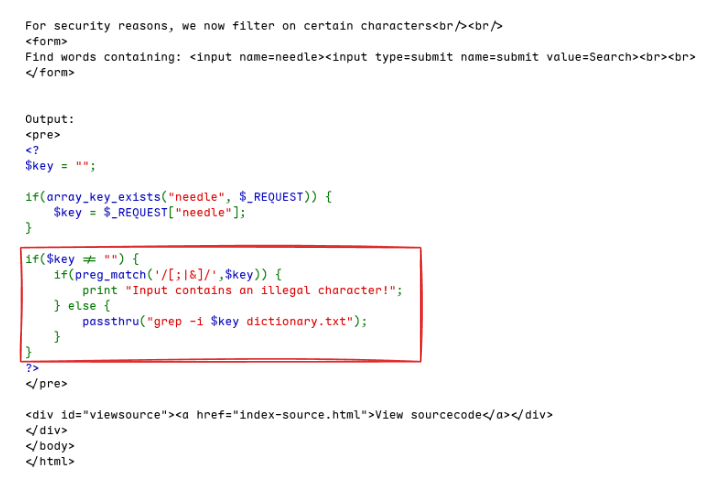 For security reasons, we now filter on certain characters<br/><br/>
<form>
Find words containing: <input name=needle><input type=submit name=submit value=Search><br><br>
</form>
Output:
<pre>
<?
$key = "";
if(array_key_exists("needle", $_REQUEST)) {
    $key = $_REQUEST["needle"];
}
if($key != "") {
    if(preg_match('/[;|&]/',$key)) {
        print "Input contains an illegal character!";
    } else {
        passthru("grep -i $key dictionary.txt");
    }
}
?>
</pre>
<div id="viewsource"><a href="index-source.html">View sourcecode</a></div>
</div>
</body>
</html>